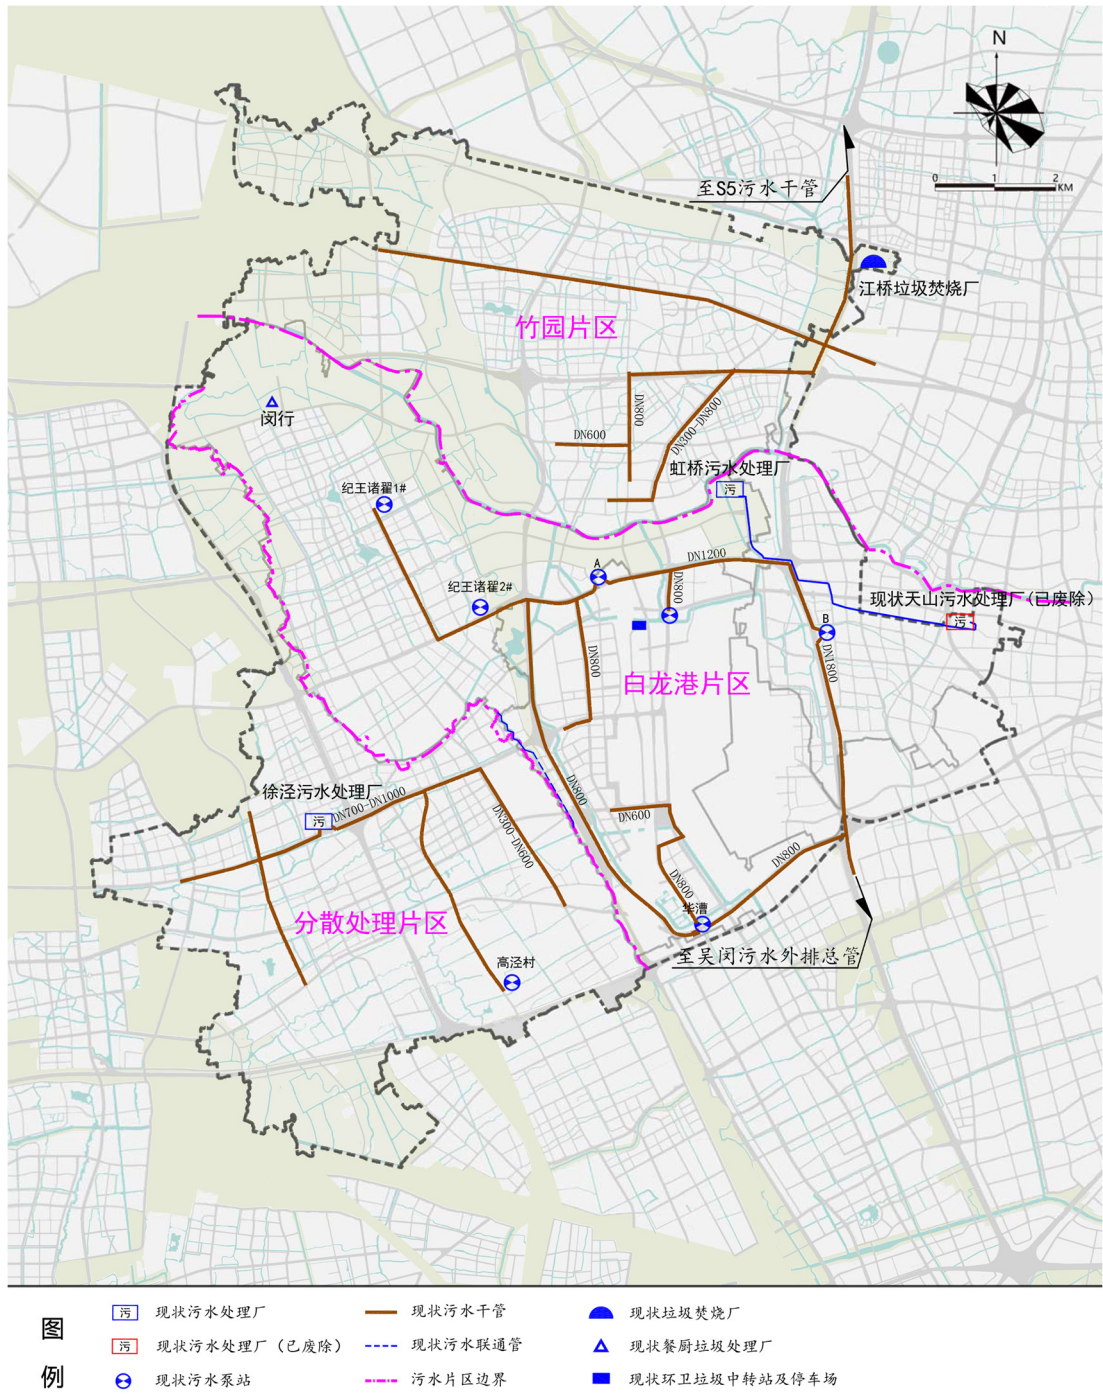 N
0 1 2
KM
至S5污水干管
江桥垃圾焚烧厂
竹园片区
闵行
DN800
DN300-DN800
DN600
虹桥污水处理厂
污
纪王诸翟1#
DN1200
A
纪王诸翟2#
DN800
现状天山污水处理厂(已废除)
污
B
DN800
DN1800
白龙港片区
徐泾污水处理厂
污
DN700-DN1000
DN800
DN300-DN600
DN600
DN800
DN800
华漕
分散处理片区
至吴闵污水外排总管
高泾村
图例
污 现状污水处理厂
污 现状污水处理厂(已废除)
现状污水泵站
现状污水干管
现状污水联通管
污水片区边界
现状垃圾焚烧厂
现状餐厨垃圾处理厂
现状环卫垃圾中转站及停车场